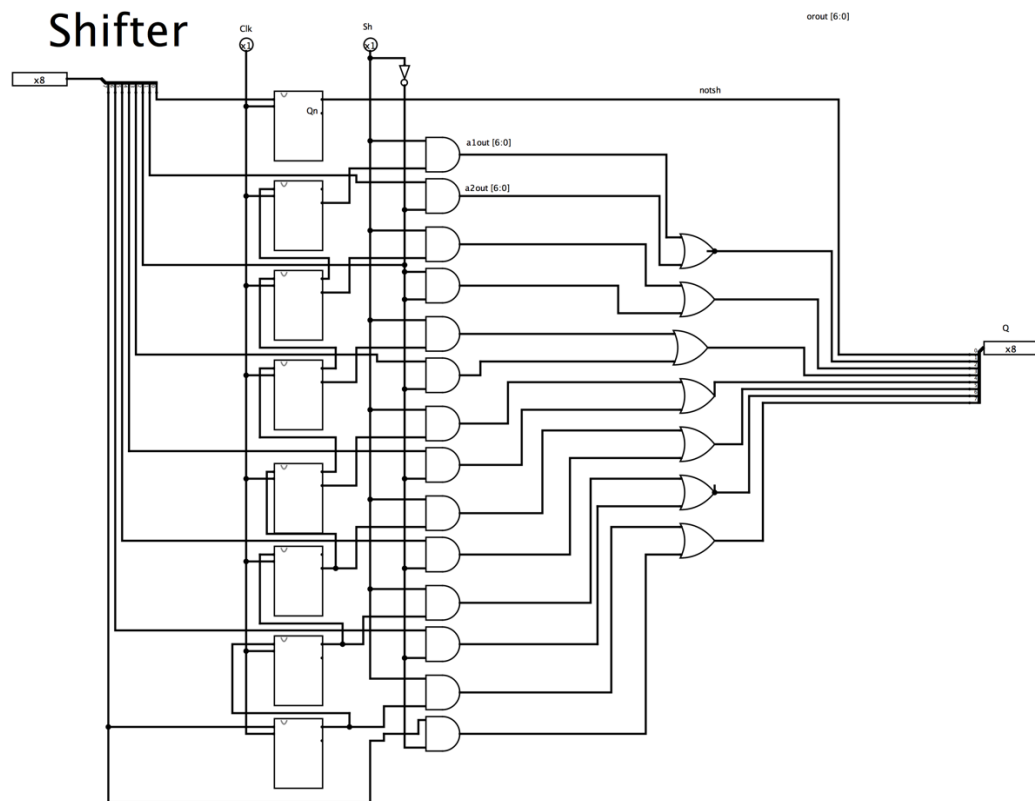 Shifter
Clk
Sh
orout [6:0]
x1
x1
x8
notsh
Qn
a1out [6:0]
a2out [6:0]
Q
x8